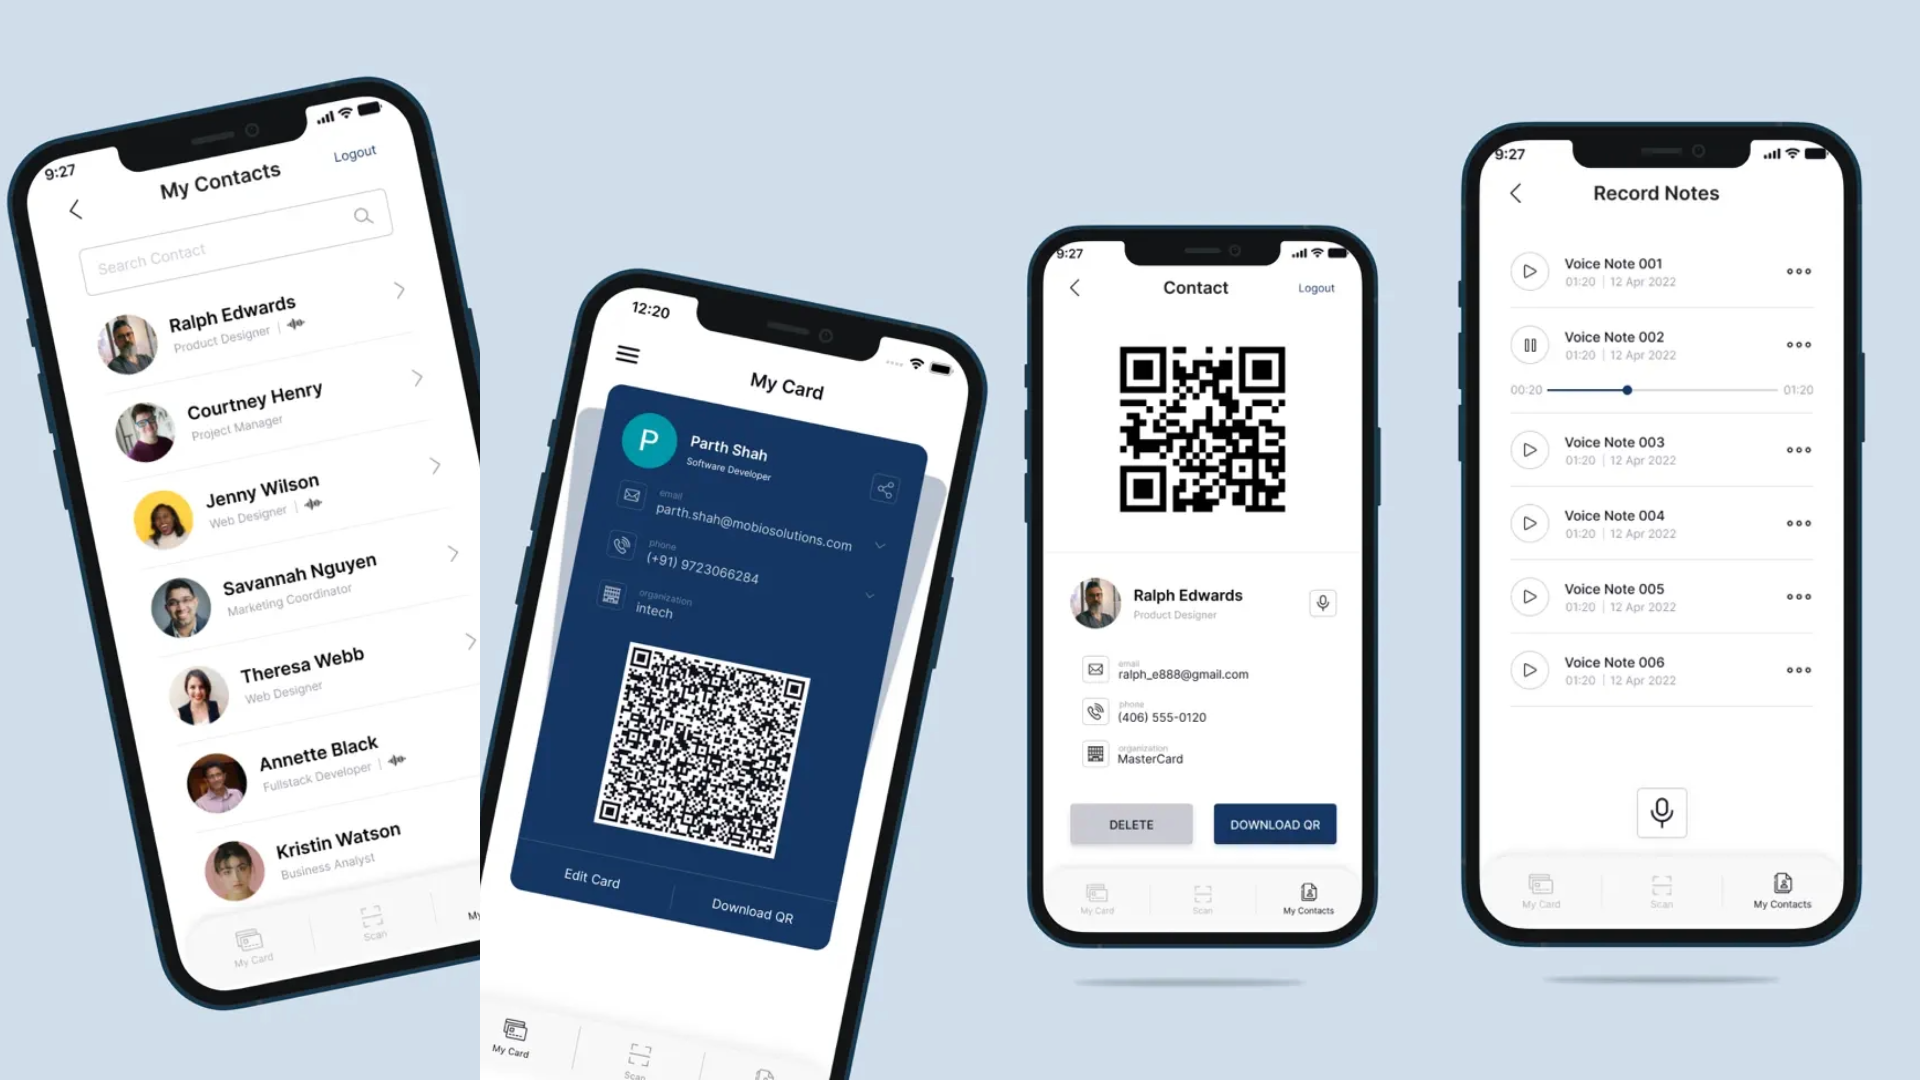 9:27
Logout
My Contacts
Search Contact
Ralph Edwards
Product Designer |
Courtney Henry
Project Manager
Jenny Wilson
Web Designer |
Savannah Nguyen
Marketing Coordinator
Theresa Webb
Web Designer
Annette Black
Fullstack Developer |
Kristin Watson
Business Analyst
My Card
Scan
My
12:20
My Card
P
Parth Shah
Software Developer
email
parth.shah@mobiosolutions.com
phone
(+91) 9723066284
organization
intech
Edit Card
Download QR
My Card
Scan
9:27
Contact
Logout
Ralph Edwards
Product Designer
email
ralph_e888@gmail.com
phone
(406) 555-0120
organization
MasterCard
DELETE
DOWNLOAD QR
My Card
Scan
My Contacts
9:27
Record Notes
Voice Note 001
01:20 | 12 Apr 2022
Voice Note 002
01:20 | 12 Apr 2022
00:20
01:20
Voice Note 003
01:20 | 12 Apr 2022
Voice Note 004
01:20 | 12 Apr 2022
Voice Note 005
01:20 | 12 Apr 2022
Voice Note 006
01:20 | 12 Apr 2022
My Card
Scan
My Contacts